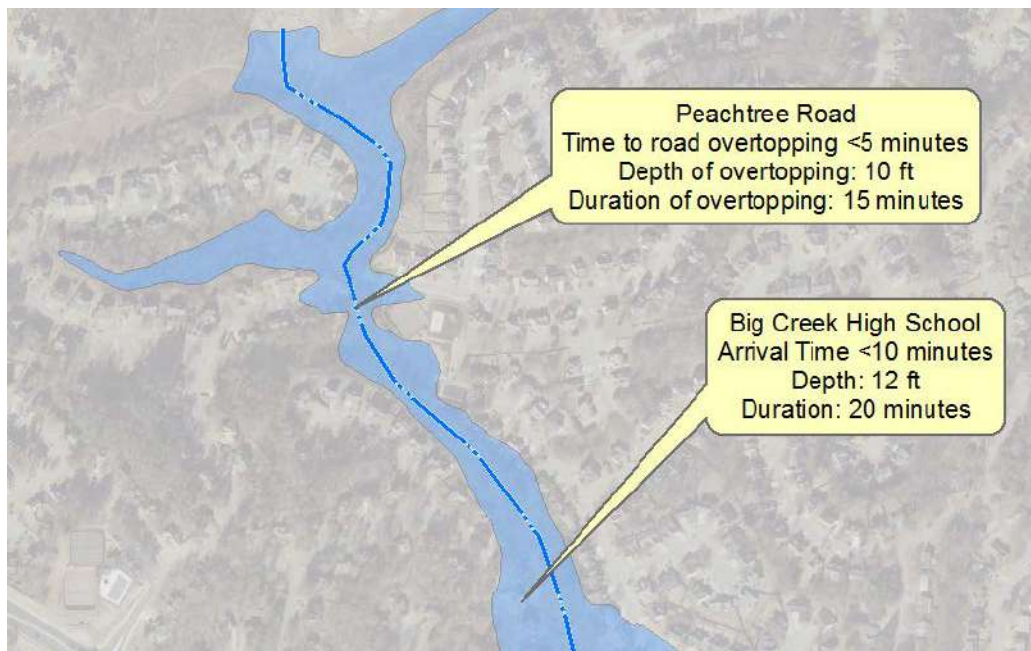 Peachtree Road
Time to road overtopping <5 minutes
Depth of overtopping: 10 ft
Duration of overtopping: 15 minutes
Big Creek High School
Arrival Time <10 minutes
Depth: 12 ft
Duration: 20 minutes